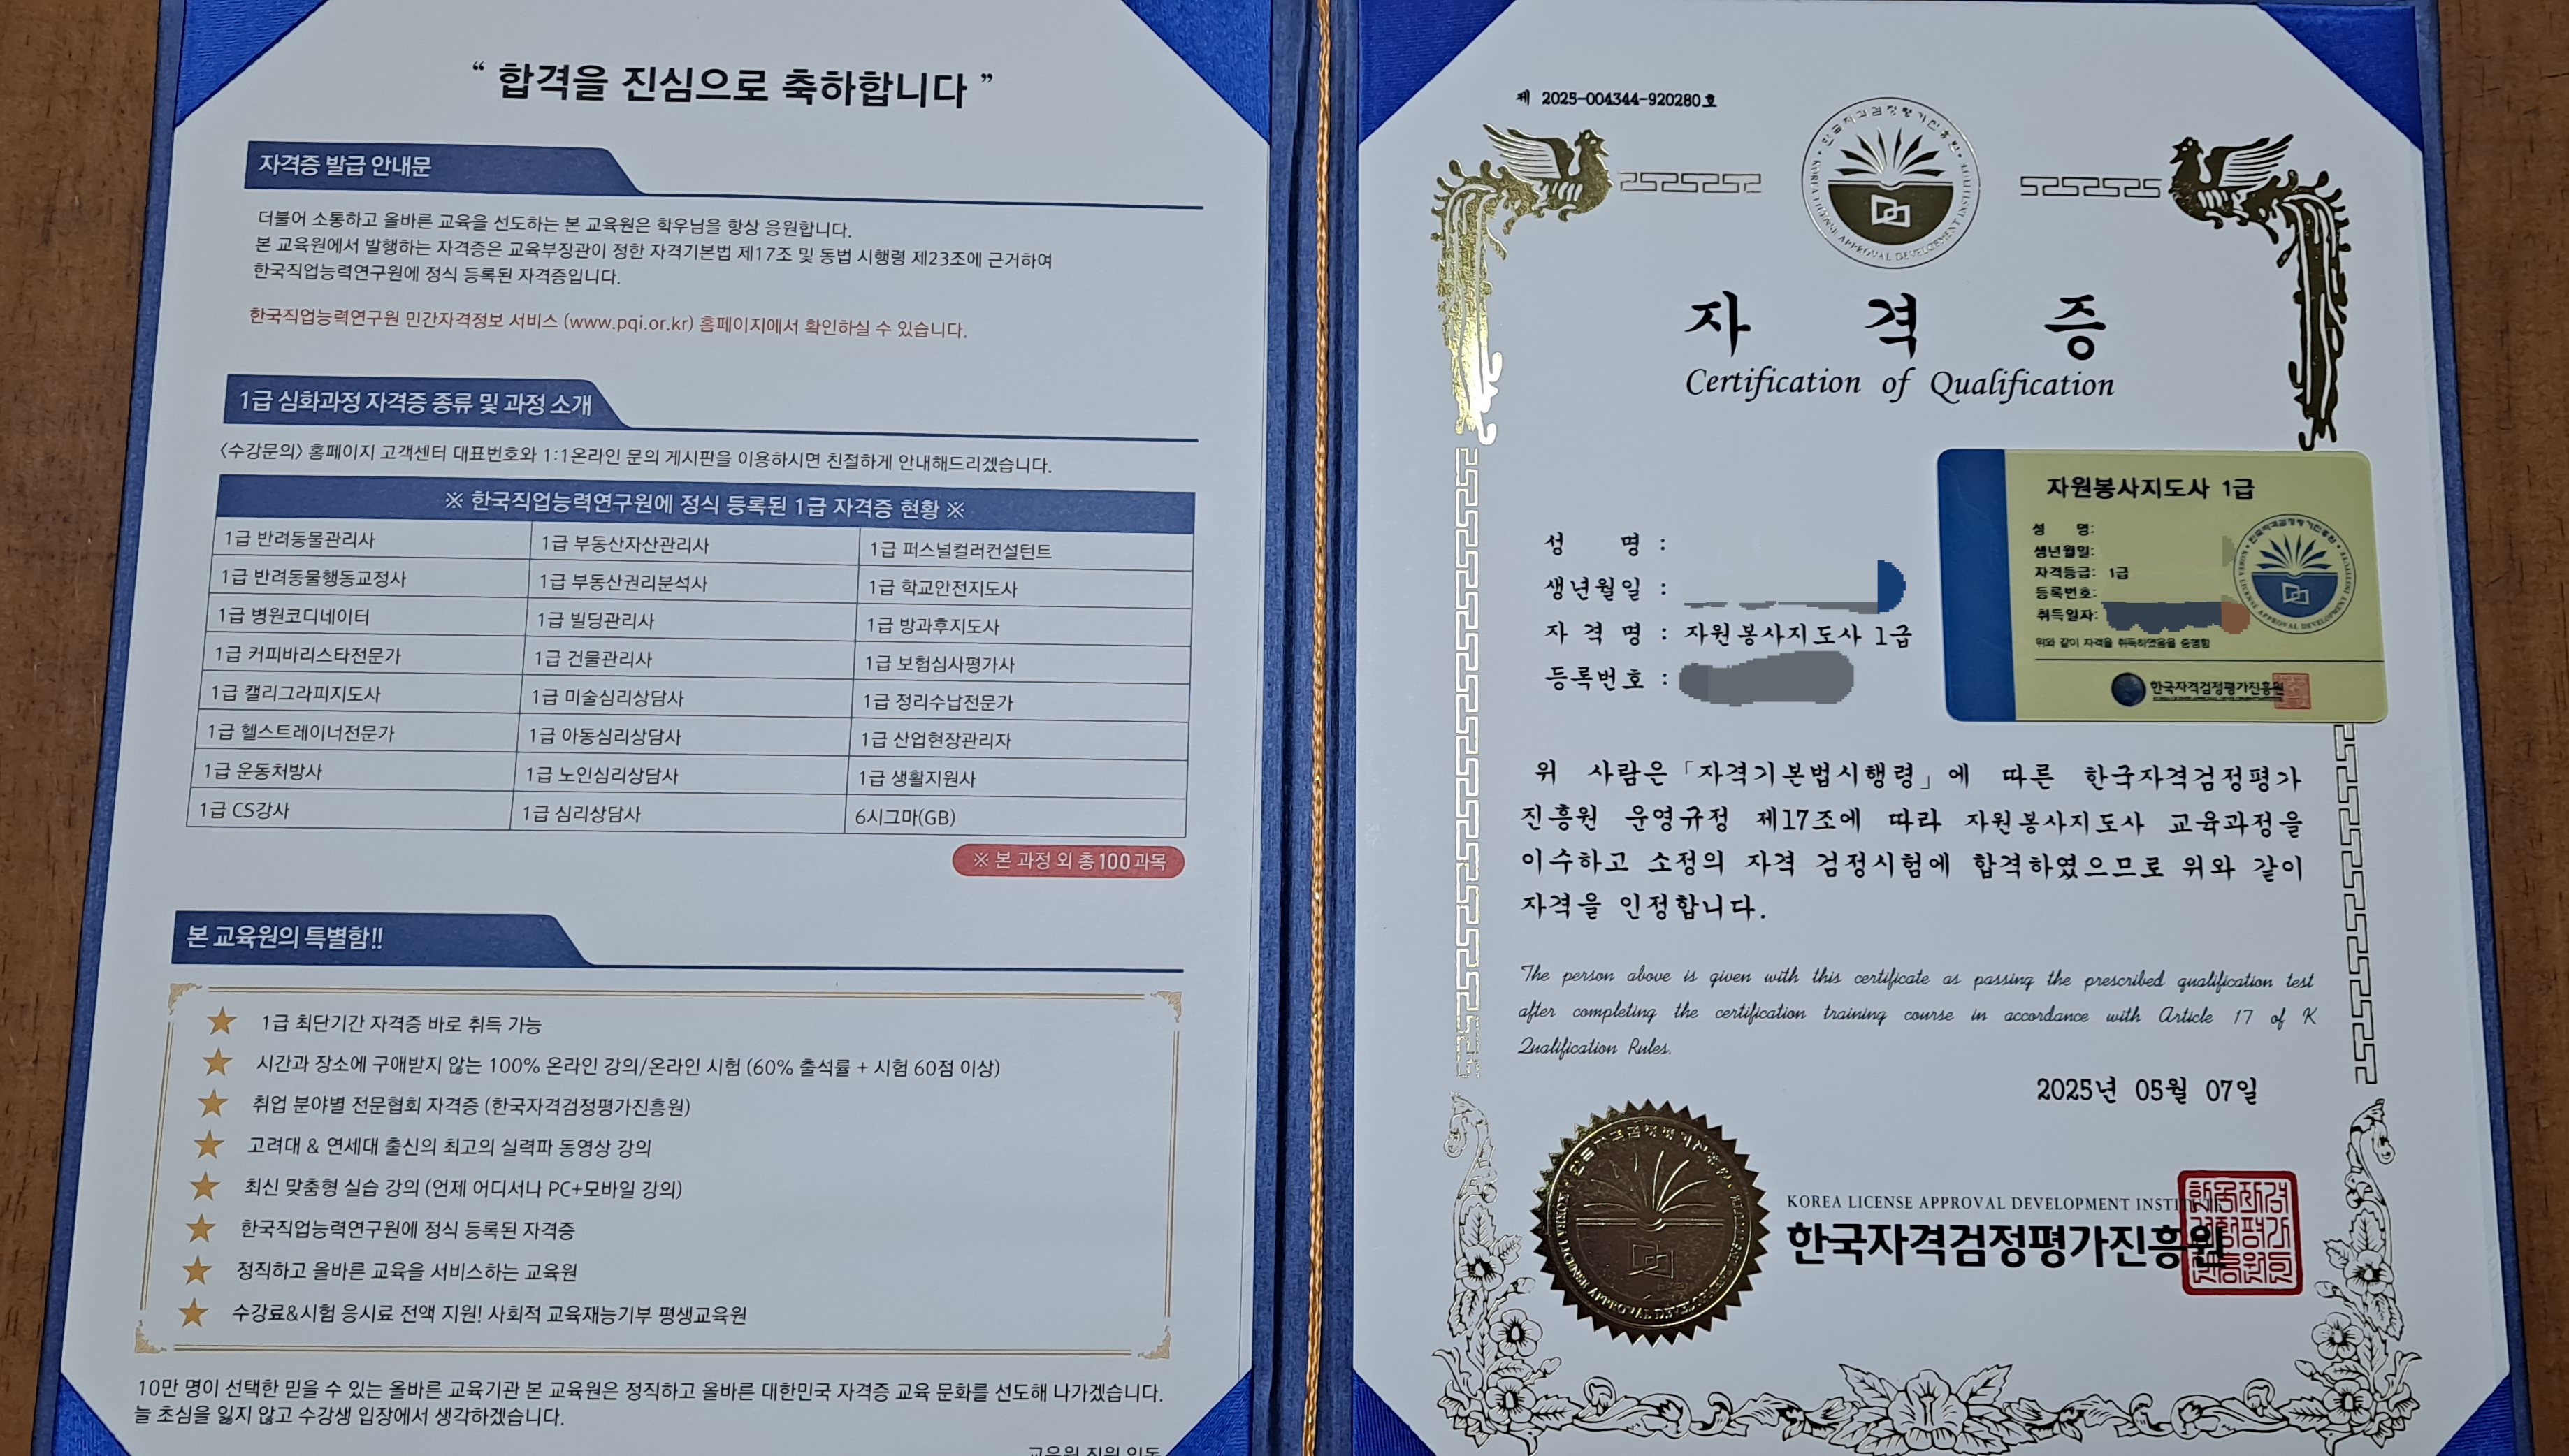 “ 합격을 진심으로 축하합니다 ”
자격증 발급 안내문
더불어 소통하고 올바른 교육을 선도하는 본 교육원은 학우님을 항상 응원합니다.
본 교육원에서 발행하는 자격증은 교육부장관이 정한 자격기본법 제17조 및 동법 시행령 제23조에 근거하여
한국직업능력연구원에 정식 등록된 자격증입니다.
한국직업능력연구원 민간자격정보 서비스 (www.pqi.or.kr) 홈페이지에서 확인하실 수 있습니다.
1급 심화과정 자격증 종류 및 과정 소개
<수강문의> 홈페이지 고객센터 대표번호와 1:1온라인 문의 게시판을 이용하시면 친절하게 안내해드리겠습니다.
※ 한국직업능력연구원에 정식 등록된 1급 자격증 현황 ※
1급 반려동물관리사 1급 부동산자산관리사 1급 퍼스널컬러컨설턴트
1급 반려동물행동교정사 1급 부동산권리분석사 1급 학교안전지도사
1급 병원코디네이터 1급 빌딩관리사 1급 방과후지도사
1급 커피바리스타전문가 1급 건물관리사 1급 보험심사평가사
1급 캘리그라피지도사 1급 미술심리상담사 1급 정리수납전문가
1급 헬스트레이너전문가 1급 아동심리상담사 1급 산업현장관리자
1급 운동처방사 1급 노인심리상담사 1급 생활지원사
1급 CS강사 1급 심리상담사 6시그마(GB)
※ 본 과정 외 총 100과목
본 교육원의 특별함!!
1급 최단기간 자격증 바로 취득 가능
시간과 장소에 구애받지 않는 100% 온라인 강의/온라인 시험 (60% 출석률 + 시험 60점 이상)
취업 분야별 전문협회 자격증 (한국자격검정평가진흥원)
고려대 & 연세대 출신의 최고의 실력파 동영상 강의
최신 맞춤형 실습 강의 (언제 어디서나 PC+모바일 강의)
한국직업능력연구원에 정식 등록된 자격증
정직하고 올바른 교육을 서비스하는 교육원
수강료&시험 응시료 전액 지원! 사회적 교육재능기부 평생교육원
10만 명이 선택한 믿을 수 있는 올바른 교육기관 본 교육원은 정직하고 올바른 대한민국 자격증 교육 문화를 선도해 나가겠습니다.
늘 초심을 잃지 않고 수강생 입장에서 생각하겠습니다.
제 2025-004344-920280호
한국자격검정평가진흥원
KOREA LICENSE APPROVAL DEVELOPMENT INSTITUTE
자격증
Certification of Qualification
성 명 :
생년월일 :
자 격 명 : 자원봉사지도사 1급
등록번호 :
자원봉사지도사 1급
성 명:
생년월일:
자격등급: 1급
등록번호:
취득일자:
위와 같이 자격을 취득하였음을 증명함
한국자격검정평가진흥원
위 사람은「자격기본법시행령」에 따른 한국자격검정평가
진흥원 운영규정 제17조에 따라 자원봉사지도사 교육과정을
이수하고 소정의 자격 검정시험에 합격하였으므로 위와 같이
자격을 인정합니다.
The person above is given with this certificate as passing the prescribed qualification test
after completing the certification training course in accordance with Article 17 of K
Qualification Rules.
2025년 05월 07일
KOREA LICENSE APPROVAL DEVELOPMENT INSTITUTE
한국자격검정평가진흥원